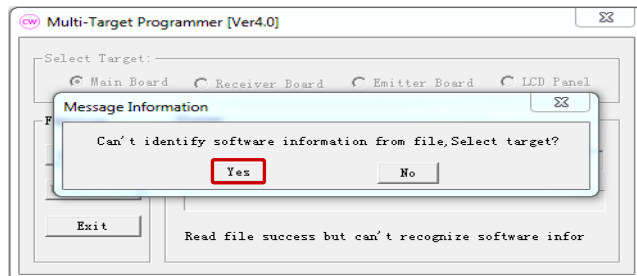 cw Multi-Target Programmer [Ver4.0]
Select Target:
Main Board Receiver Board Emitter Board LCD Panel
Message Information
Can't identify software information from file,Select target?
Yes No
Exit
Read file success but can't recognize software infor